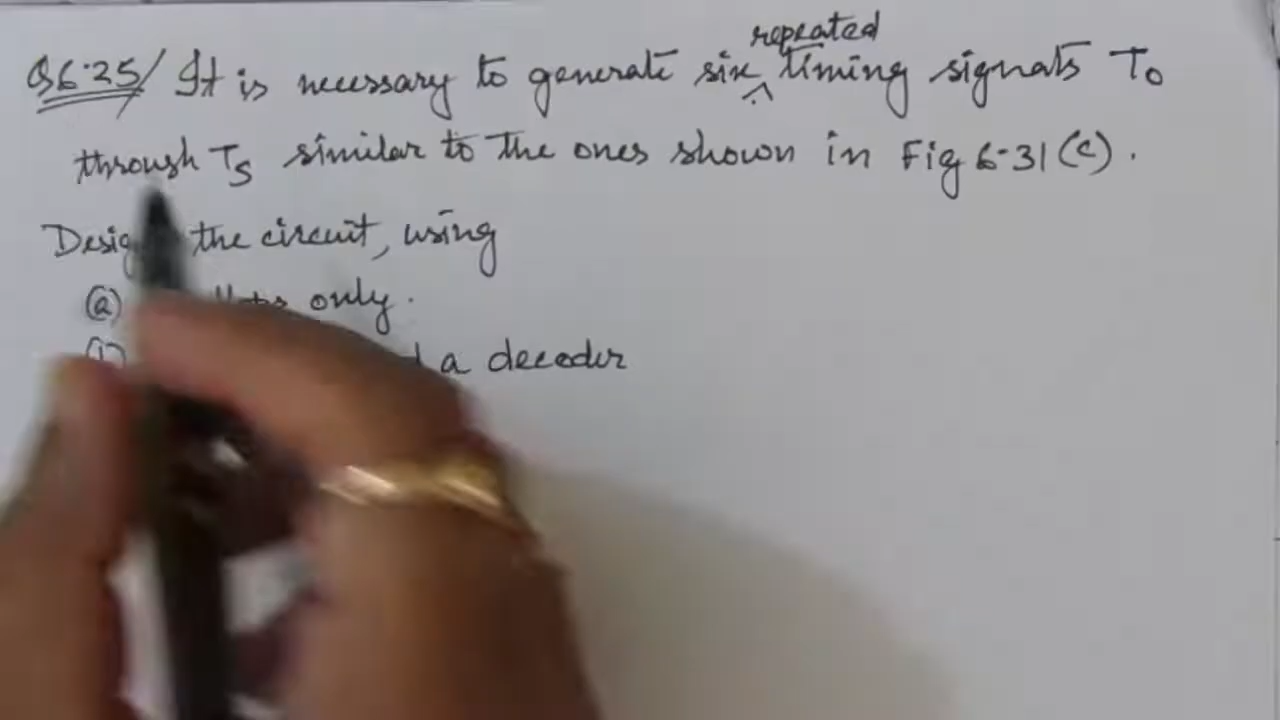 Q6.25/ It is necessary to generate six repeated timing signals T0
through T5 similar to the ones shown in Fig 6.31 (c).
the circuit, using
(a) only.
a decoder